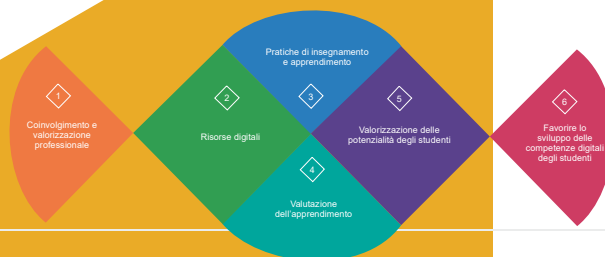 1
Coinvolgimento e
valorizzazione
professionale
2
Risorse digitali
Pratiche di insegnamento
e apprendimento
3
4
Valutazione
dell'apprendimento
5
Valorizzazione delle
potenzialità degli studenti
6
Favorire lo
sviluppo delle
competenze digitali
degli studenti